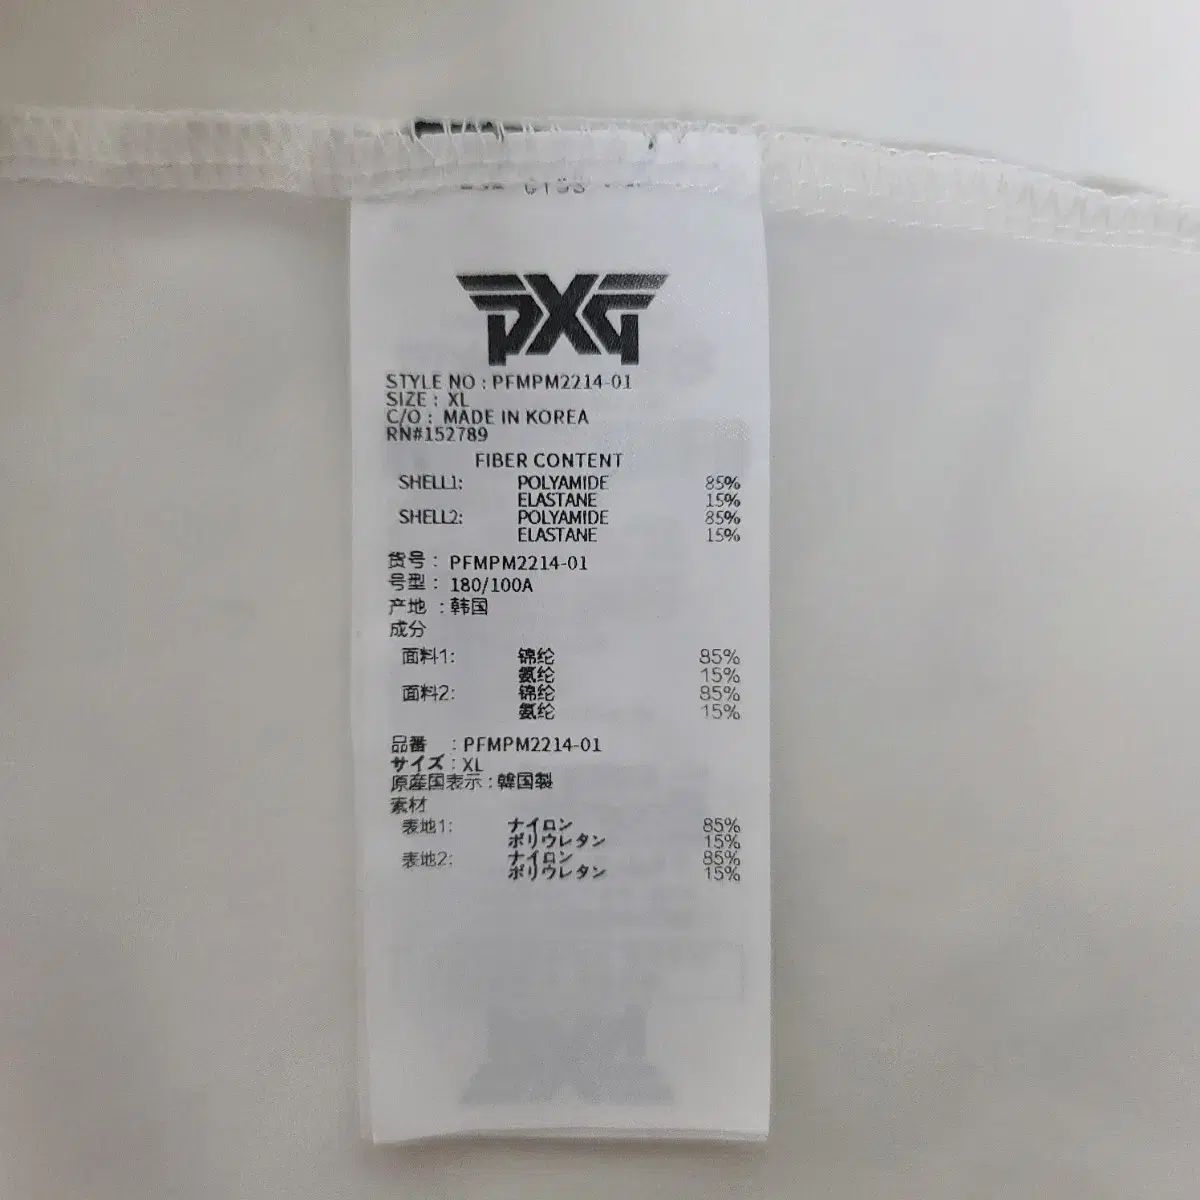 PXG
STYLE NO : PFMPM2214-01
SIZE : XL
C/O : MADE IN KOREA
RN#152789
FIBER CONTENT
SHELL1: POLYAMIDE 85%
ELASTANE 15%
SHELL2: POLYAMIDE 85%
ELASTANE 15%
货号 : PFMPM2214-01
号型 : 180/100A
产地 : 韩国
成分
面料1: 锦纶 85%
氨纶 15%
面料2: 锦纶 85%
氨纶 15%
品番 : PFMPM2214-01
サイズ : XL
原産国表示 : 韓国製
素材
表地1: ナイロン 85%
ポリウレタン 15%
表地2: ナイロン 85%
ポリウレタン 15%